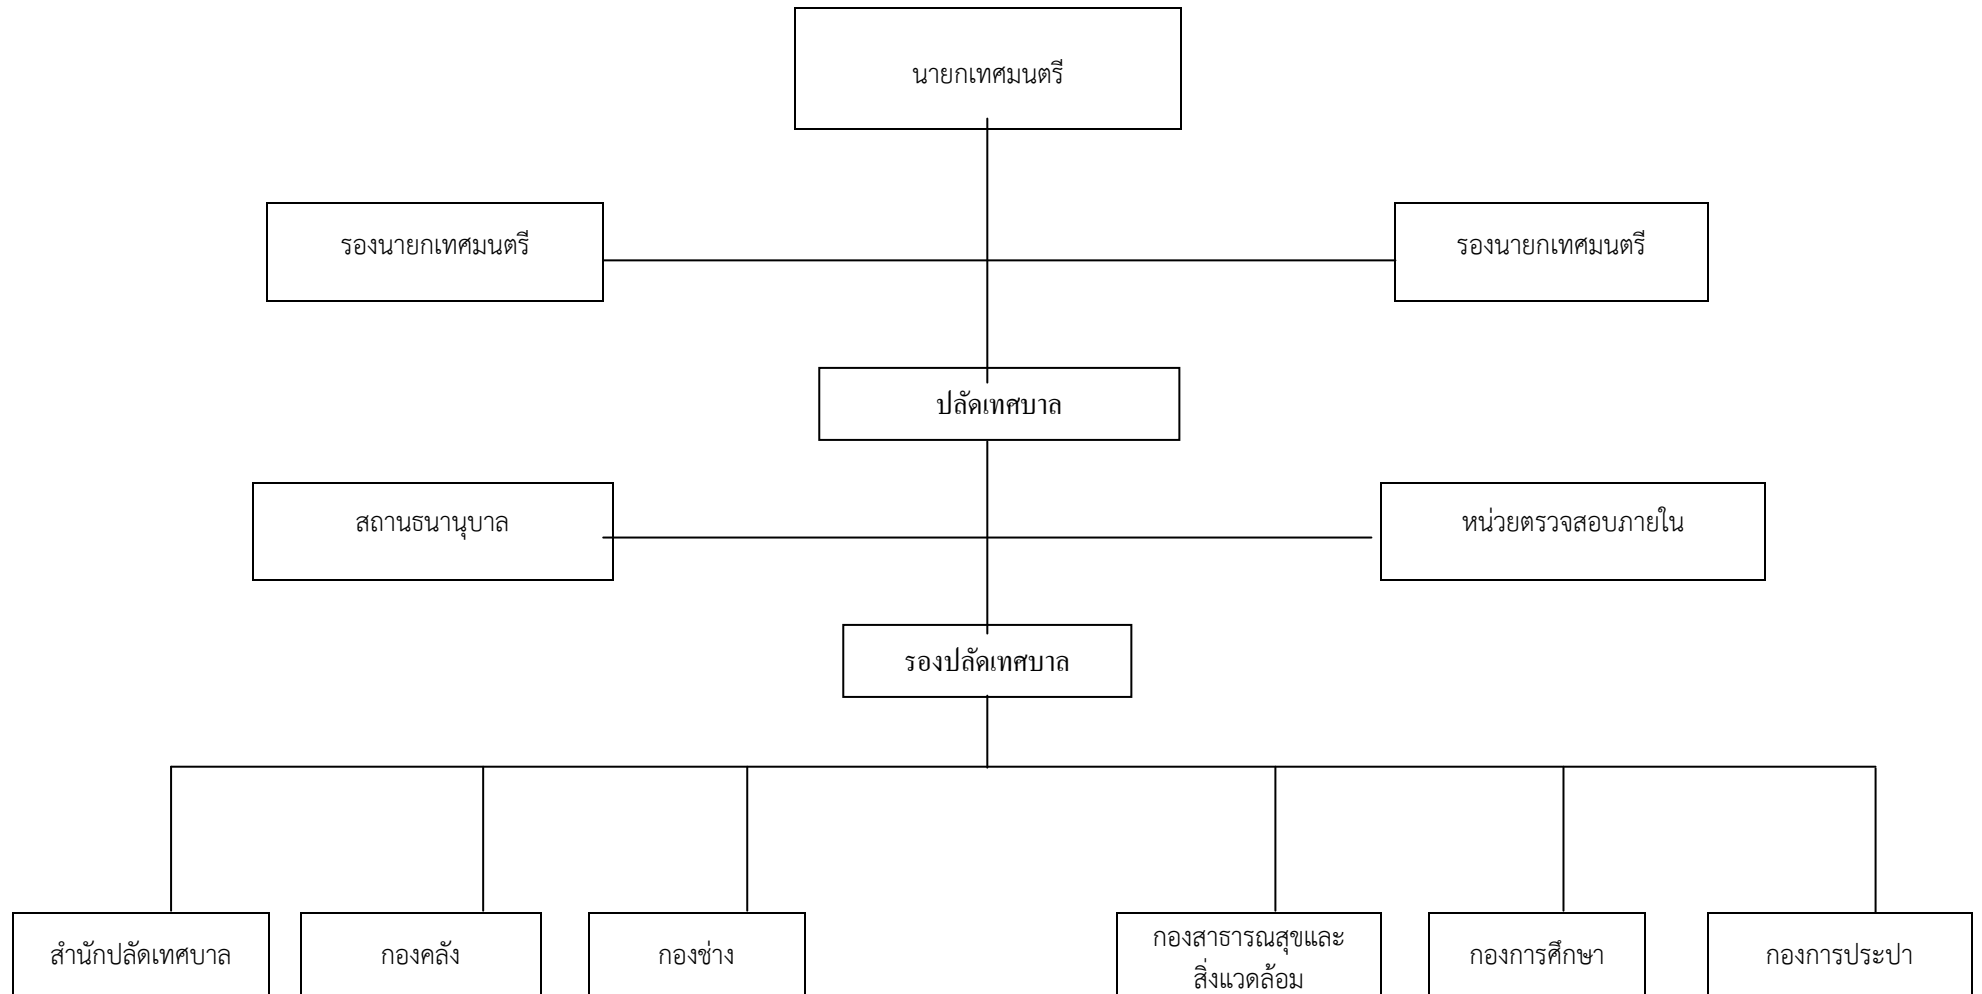 นายกเทศมนตรี
รองนายกเทศมนตรี
รองนายกเทศมนตรี
ปลัดเทศบาล
สถานธนานุบาล
หน่วยตรวจสอบภายใน
รองปลัดเทศบาล
สำนักปลัดเทศบาล
กองคลัง
กองช่าง
กองสาธารณสุขและ
สิ่งแวดล้อม
กองการศึกษา
กองการประปา